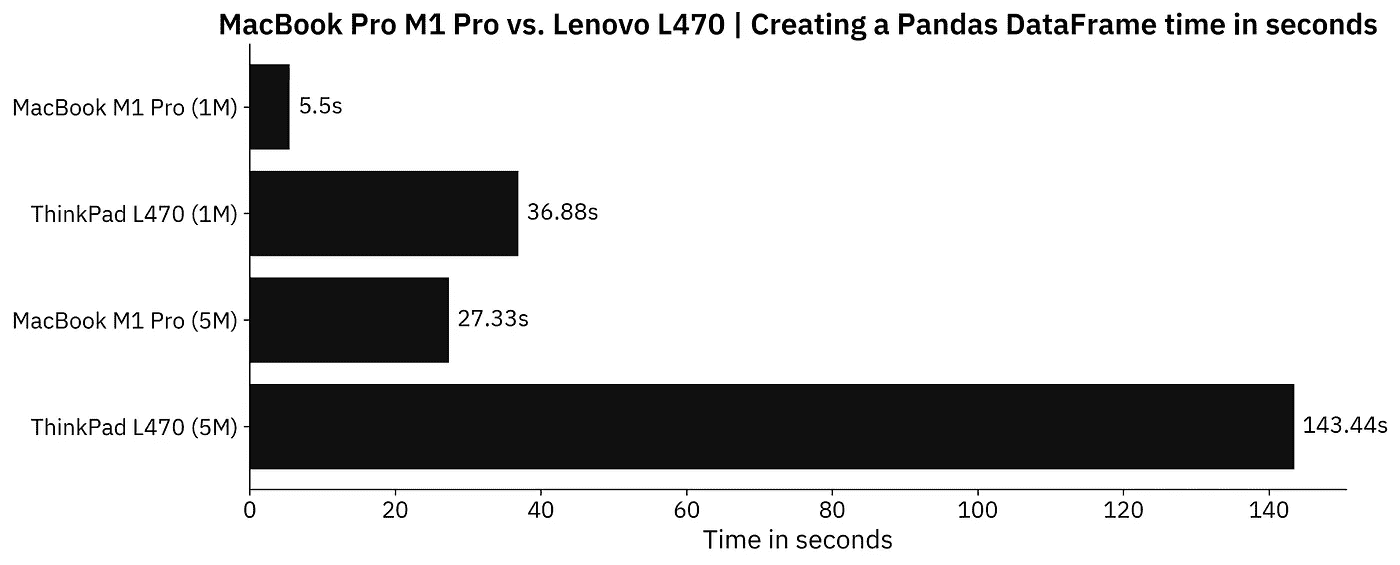 MacBook Pro M1 Pro vs. Lenovo L470 | Creating a Pandas DataFrame time in seconds
MacBook M1 Pro (1M)
5.5s
ThinkPad L470 (1M)
36.88s
MacBook M1 Pro (5M)
27.33s
ThinkPad L470 (5M)
143.44s
0 20 40 60 80 100 120 140
Time in seconds